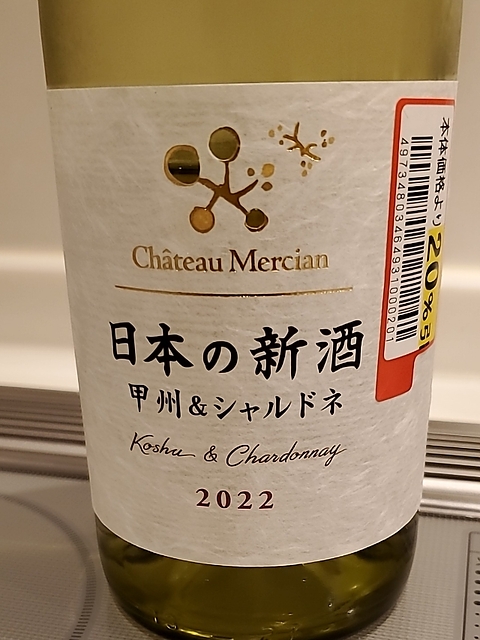 Château Mercian
日本の新酒
甲州&シャルドネ
Koshu & Chardonnay
2022
本体価格より
20%引
49734803464931000201